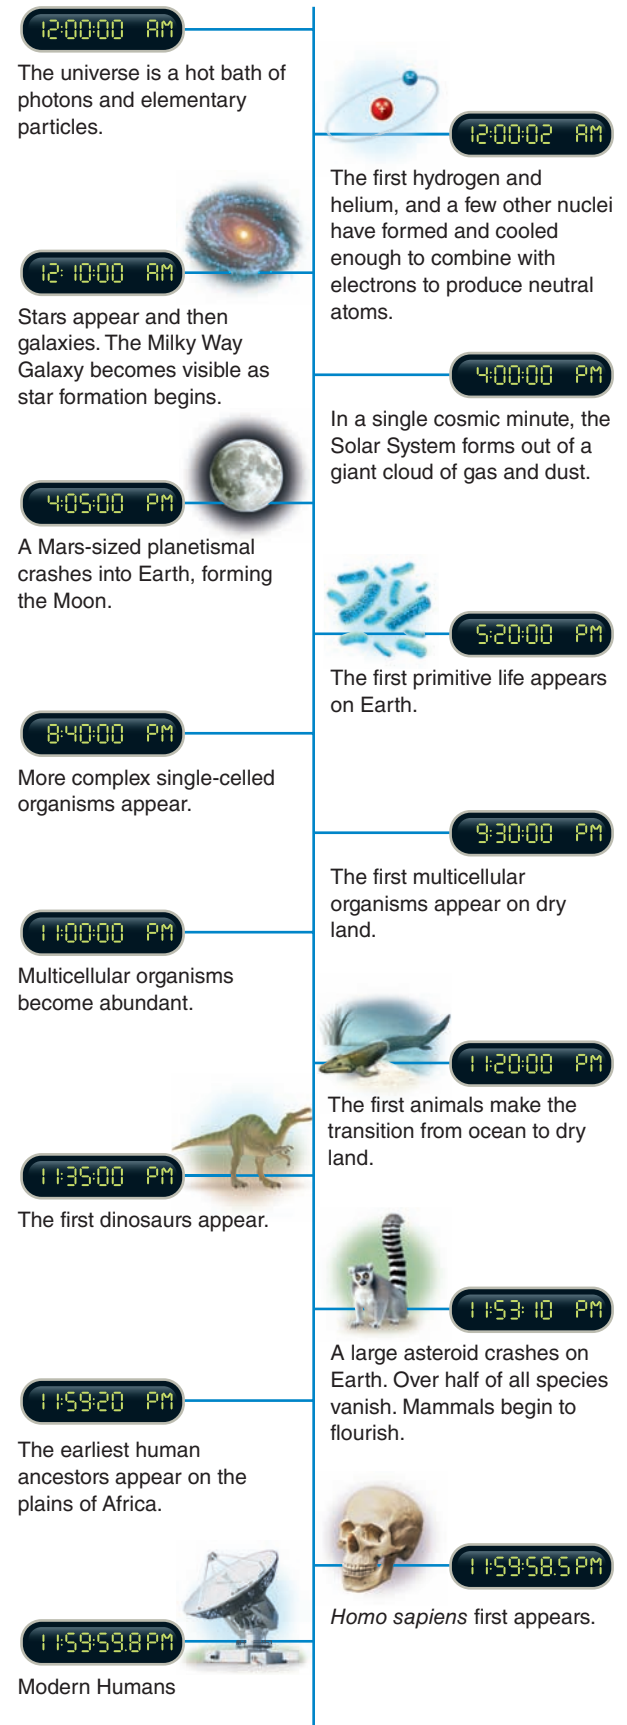 12:00:00 AM
The universe is a hot bath of
photons and elementary
particles.
12:00:02 AM
The first hydrogen and
helium, and a few other nuclei
have formed and cooled
enough to combine with
electrons to produce neutral
atoms.
12:10:00 AM
Stars appear and then
galaxies. The Milky Way
Galaxy becomes visible as
star formation begins.
4:00:00 PM
In a single cosmic minute, the
Solar System forms out of a
giant cloud of gas and dust.
4:05:00 PM
A Mars-sized planetismal
crashes into Earth, forming
the Moon.
5:20:00 PM
The first primitive life appears
on Earth.
8:40:00 PM
More complex single-celled
organisms appear.
9:30:00 PM
The first multicellular
organisms appear on dry
land.
11:00:00 PM
Multicellular organisms
become abundant.
11:20:00 PM
The first animals make the
transition from ocean to dry
land.
11:35:00 PM
The first dinosaurs appear.
11:53:10 PM
A large asteroid crashes on
Earth. Over half of all species
vanish. Mammals begin to
flourish.
11:59:20 PM
The earliest human
ancestors appear on the
plains of Africa.
11:59:58.5 PM
Homo sapiens first appears.
11:59:59.8 PM
Modern Humans